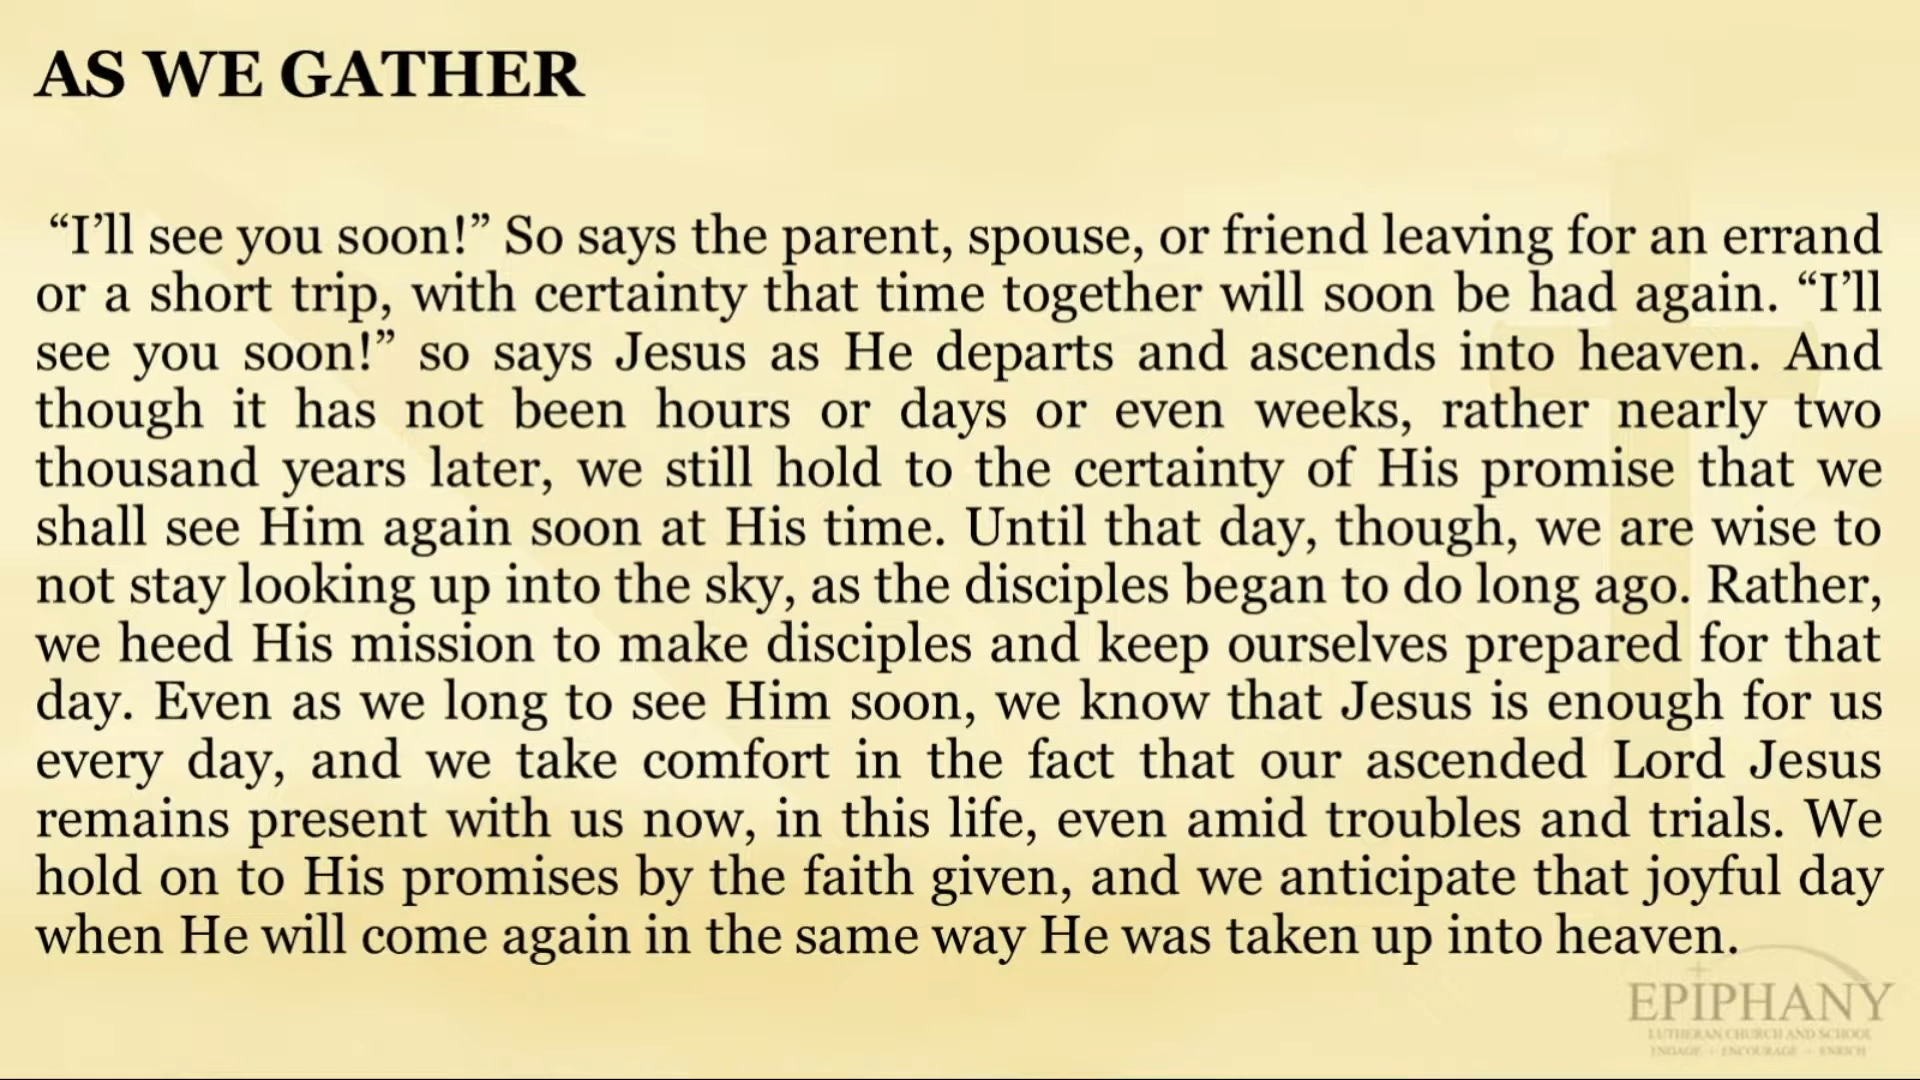 AS WE GATHER
“I’ll see you soon!” So says the parent, spouse, or friend leaving for an errand
or a short trip, with certainty that time together will soon be had again. “I’ll
see you soon!” so says Jesus as He departs and ascends into heaven. And
though it has not been hours or days or even weeks, rather nearly two
thousand years later, we still hold to the certainty of His promise that we
shall see Him again soon at His time. Until that day, though, we are wise to
not stay looking up into the sky, as the disciples began to do long ago. Rather,
we heed His mission to make disciples and keep ourselves prepared for that
day. Even as we long to see Him soon, we know that Jesus is enough for us
every day, and we take comfort in the fact that our ascended Lord Jesus
remains present with us now, in this life, even amid troubles and trials. We
hold on to His promises by the faith given, and we anticipate that joyful day
when He will come again in the same way He was taken up into heaven.
EPIPHANY
LUTHERAN CHURCH AND SCHOOL
ENGAGE + ENCOURAGE + ENRICH